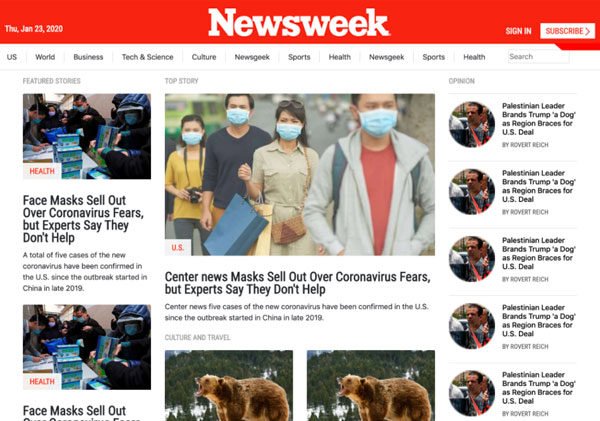 Thu, Jan 23, 2020
Newsweek
SIGN IN
SUBSCRIBE >
US World Business Tech & Science Culture Newsgeek Sports Health Newsgeek Sports Health
Search
FEATURED STORIES
HEALTH
Face Masks Sell Out
Over Coronavirus Fears,
but Experts Say They
Don't Help
A total of five cases of the new
coronavirus have been confirmed in
the U.S. since the outbreak started in
China in late 2019.
HEALTH
Face Masks Sell Out
Over Coronavirus Fears,
TOP STORY
U.S.
Center news Masks Sell Out Over Coronavirus Fears,
but Experts Say They Don't Help
Center news five cases of the new coronavirus have been confirmed in the U.S.
since the outbreak started in China in late 2019.
CULTURE AND TRAVEL
OPINION
Palestinian Leader
Brands Trump 'a Dog'
as Region Braces for
U.S. Deal
BY ROVERT REICH
Palestinian Leader
Brands Trump 'a Dog'
as Region Braces for
U.S. Deal
BY ROVERT REICH
Palestinian Leader
Brands Trump 'a Dog'
as Region Braces for
U.S. Deal
BY ROVERT REICH
Palestinian Leader
Brands Trump 'a Dog'
as Region Braces for
U.S. Deal
BY ROVERT REICH
Palestinian Leader
Brands Trump 'a Dog'
as Region Braces for
U.S. Deal
BY ROVERT REICH